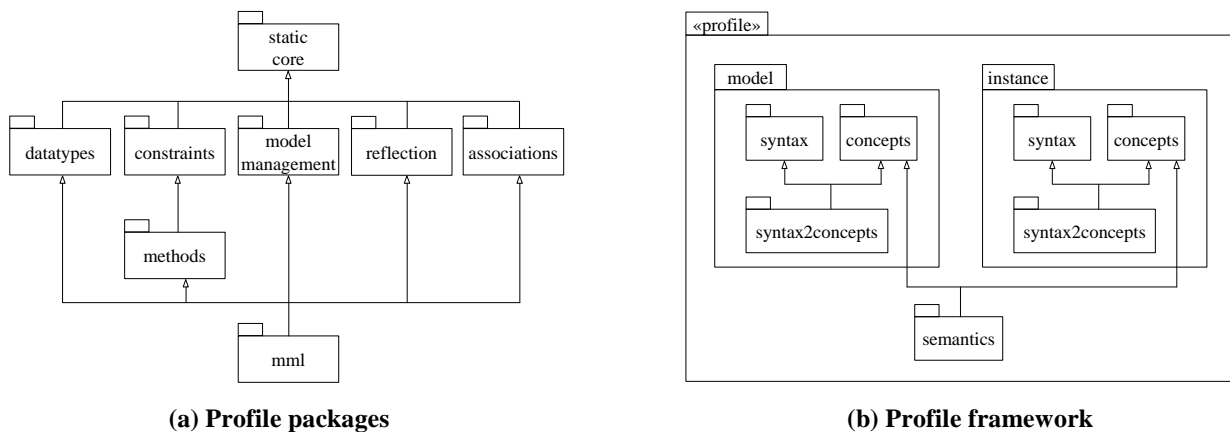 static
core
datatypes
constraints
model
management
reflection
associations
methods
mml
(a) Profile packages
«profile»
model
syntax
concepts
syntax2concepts
instance
syntax
concepts
syntax2concepts
semantics
(b) Profile framework